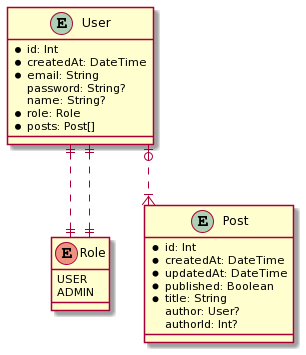 E User
id: Int
createdAt: DateTime
email: String
password: String?
name: String?
role: Role
posts: Post[]
E Role
USER
ADMIN
E Post
id: Int
createdAt: DateTime
updatedAt: DateTime
published: Boolean
title: String
author: User?
authorId: Int?